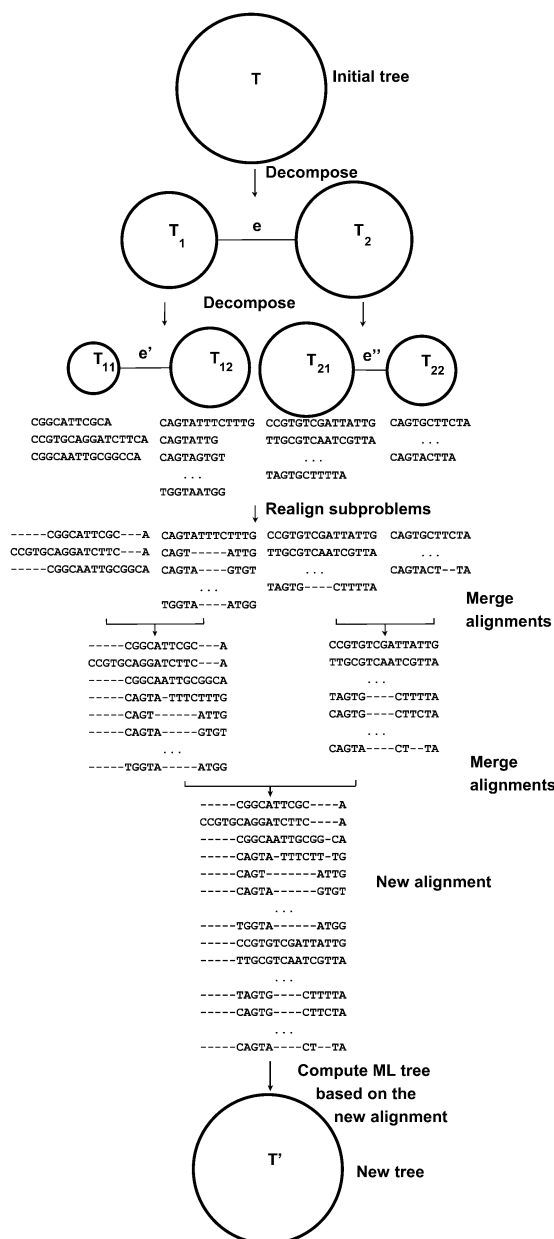 T
Initial tree
Decompose
T1 e T2
Decompose
T11 e' T12 T21 e'' T22
CGGCATTCGCA CAGTATTTCTTTG CCGTGTCGATTATTG CAGTGCTTCTA
CCGTGCAGGATCTTCA CAGTATTG TTGCGTCAATCGTTA ...
CGGCAATTGCGGCCA CAGTAGTGT ... CAGTACTTA
... TAGTGCTTTTA
TGGTAATGG
Realign subproblems
-----CGGCATTCGC---A CAGTATTTCTTTG CCGTGTCGATTATTG CAGTGCTTCTA
CCGTGCAGGATCTTC---A CAGT-----ATTG TTGCGTCAATCGTTA ...
-----CGGCAATTGCGGCA CAGTA----GTGT ... CAGTACT--TA
... TAGTG----CTTTTA
TGGTA----ATGG
Merge
alignments
-----CGGCATTCGC---A CCGTGTCGATTATTG
CCGTGCAGGATCTTC---A TTGCGTCAATCGTTA
-----CGGCAATTGCGGCA ...
-----CAGTA-TTTCTTTG TAGTG----CTTTTA
-----CAGT------ATTG CAGTG----CTTCTA
-----CAGTA-----GTGT ...
... CAGTA----CT--TA
-----TGGTA-----ATGG
Merge
alignments
-----CGGCATTCGC----A
CCGTGCAGGATCTTC----A
-----CGGCAATTGCGG-CA
-----CAGTA-TTTCTT-TG
-----CAGT-------ATTG
-----CAGTA------GTGT
New alignment
...
-----TGGTA------ATGG
-----CCGTGTCGATTATTG
-----TTGCGTCAATCGTTA
...
-----TAGTG----CTTTTA
-----CAGTG----CTTCTA
...
-----CAGTA----CT--TA
Compute ML tree
based on the
new alignment
T'
New tree